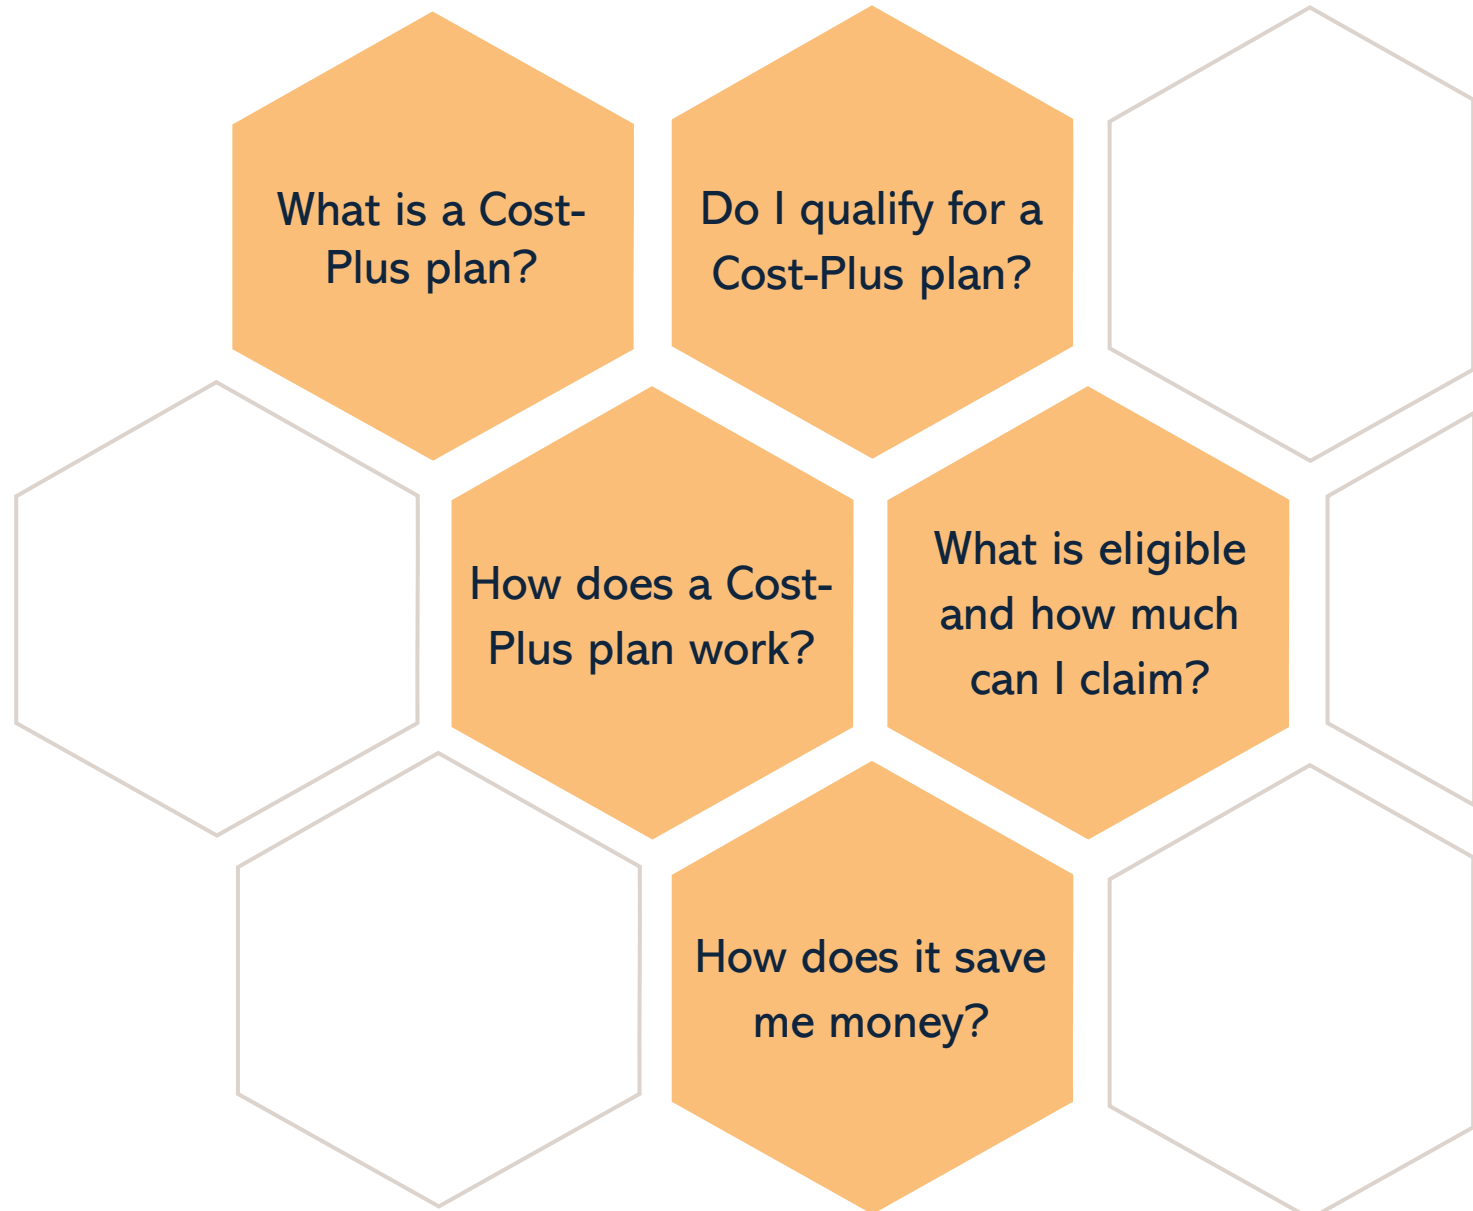 What is a Cost-
Plus plan?
Do I qualify for a
Cost-Plus plan?
How does a Cost-
Plus plan work?
What is eligible
and how much
can I claim?
How does it save
me money?